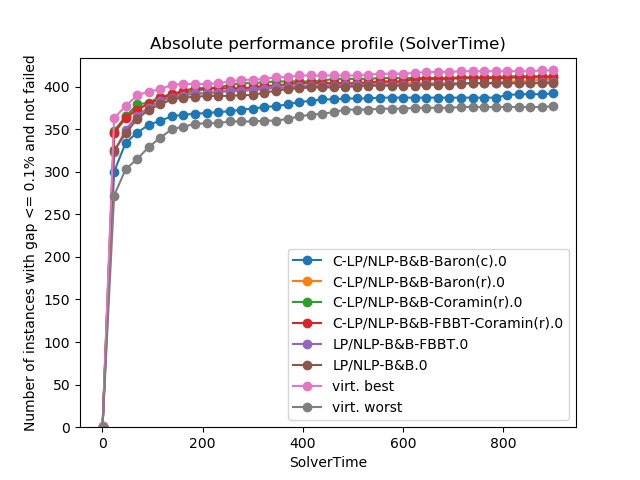 Absolute performance profile (SolverTime)
Number of instances with gap <= 0.1% and not failed
400
350
300
250
200
150
100
50
0
C-LP/NLP-B&B-Baron(c).0
C-LP/NLP-B&B-Baron(r).0
C-LP/NLP-B&B-Coramin(r).0
C-LP/NLP-B&B-FBBT-Coramin(r).0
LP/NLP-B&B-FBBT.0
LP/NLP-B&B.0
virt. best
virt. worst
0 200 400 600 800
SolverTime